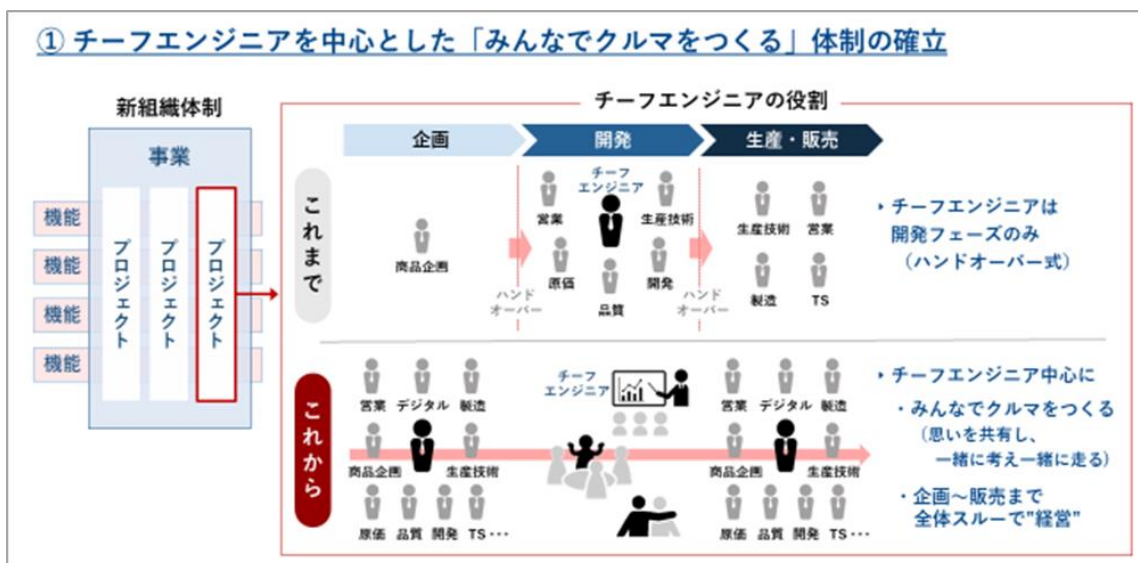 ① チーフエンジニアを中心とした「みんなでクルマをつくる」体制の確立
新組織体制
事業
機能
機能
機能
機能
プロジェクト
プロジェクト
プロジェクト
チーフエンジニアの役割
企画
開発
生産・販売
これまで
商品企画
ハンド
オーバー
チーフ
エンジニア
営業
生産技術
原価
開発
品質
ハンド
オーバー
生産技術
営業
製造
TS
‣ チーフエンジニアは
開発フェーズのみ
（ハンドオーバー式）
これから
営業
デジタル
製造
商品企画
生産技術
原価
品質
開発
TS･･･
チーフ
エンジニア
営業
デジタル
製造
商品企画
生産技術
原価
品質
開発
TS･･･
‣ チーフエンジニア中心に
・みんなでクルマをつくる
（思いを共有し、
一緒に考え一緒に走る）
・企画～販売まで
全体スルーで"経営"